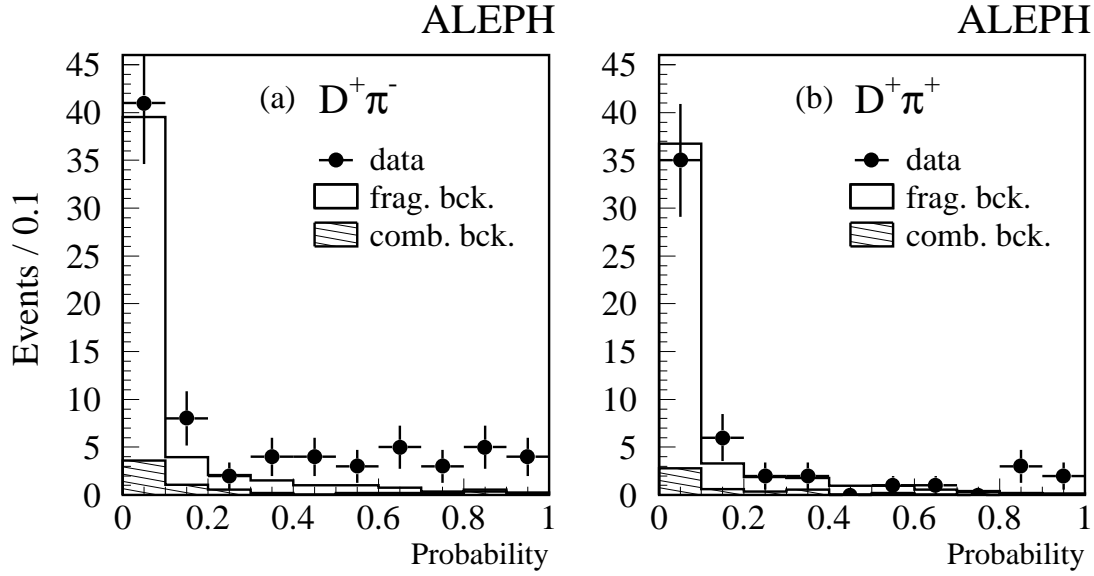 ALEPH
ALEPH
Events / 0.1
45
40
35
30
25
20
15
10
5
0
(a) D⁺π⁻
data
frag. bck.
comb. bck.
0 0.2 0.4 0.6 0.8 1
Probability
45
40
35
30
25
20
15
10
5
0
(b) D⁺π⁺
data
frag. bck.
comb. bck.
0 0.2 0.4 0.6 0.8 1
Probability